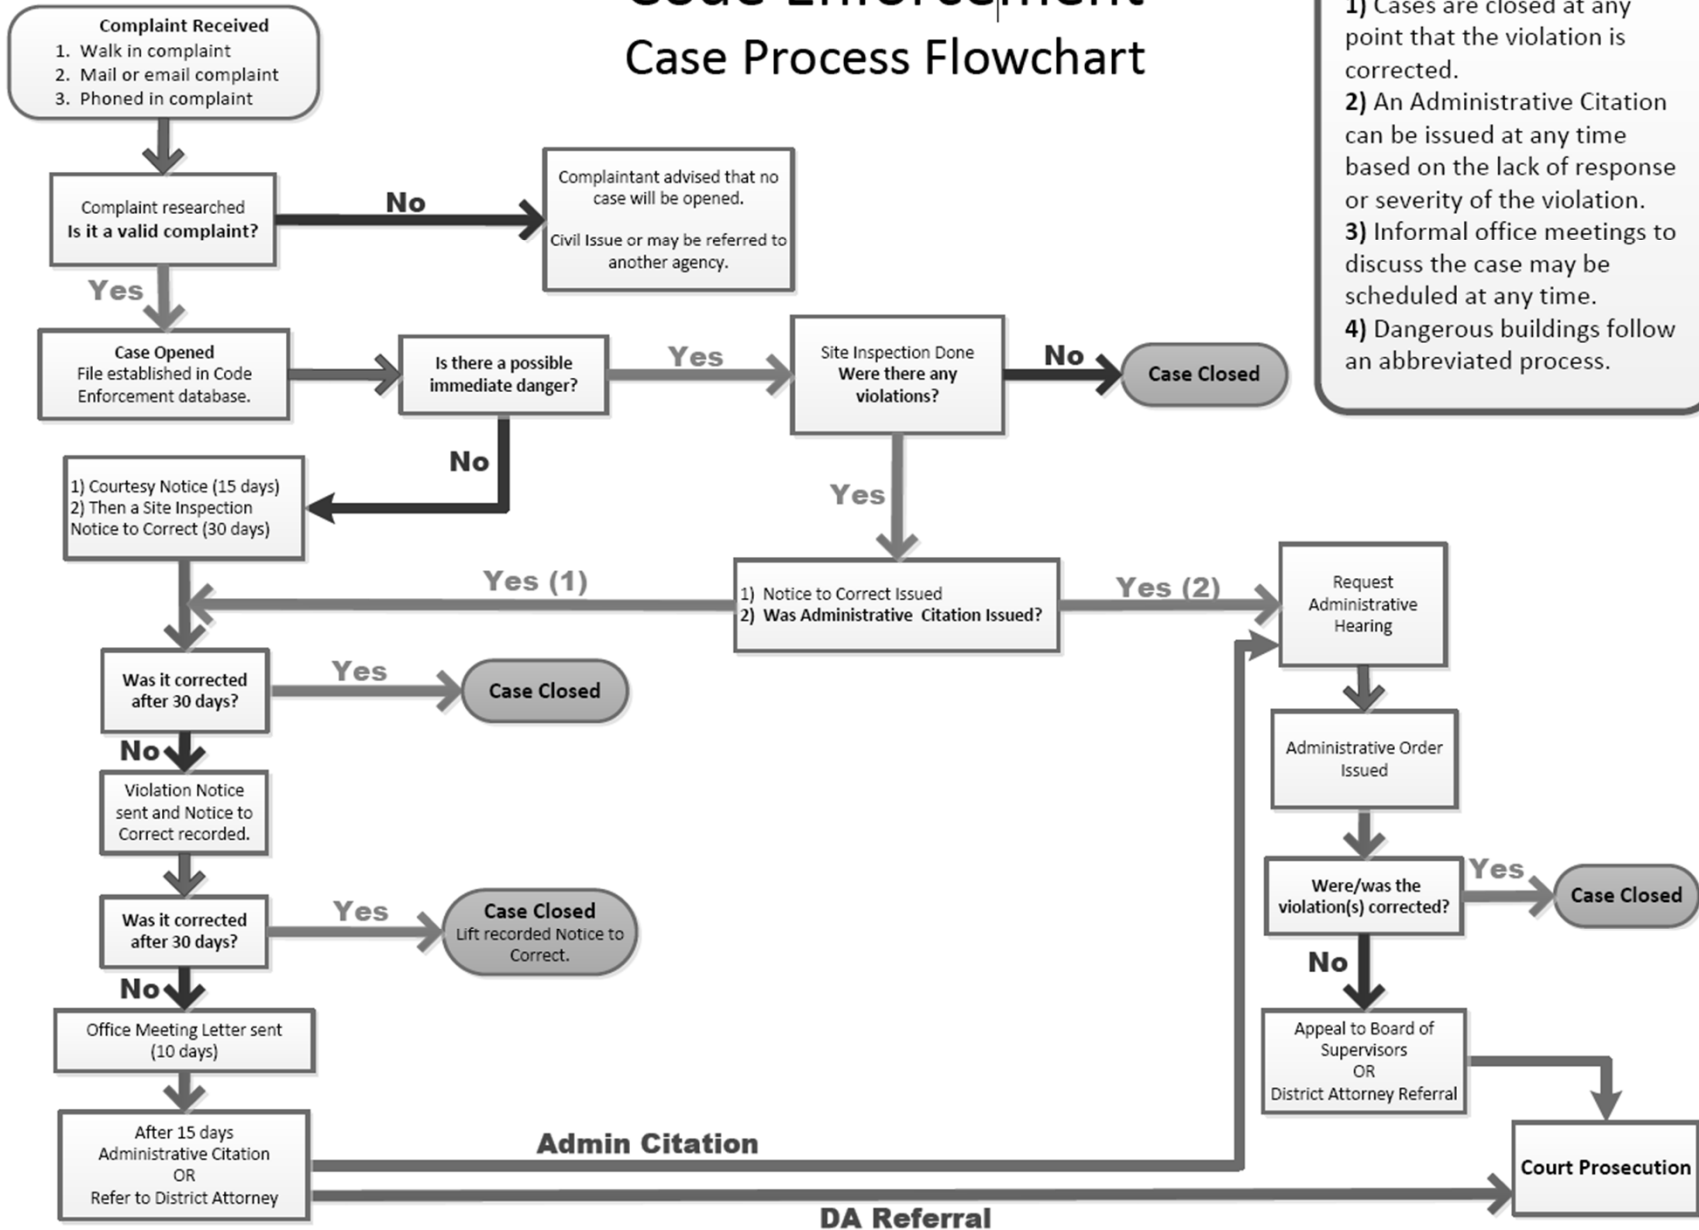 Code Enforcement
Case Process Flowchart
Complaint Received
1. Walk in complaint
2. Mail or email complaint
3. Phoned in complaint
1) Cases are closed at any
point that the violation is
corrected.
2) An Administrative Citation
can be issued at any time
based on the lack of response
or severity of the violation.
3) Informal office meetings to
discuss the case may be
scheduled at any time.
4) Dangerous buildings follow
an abbreviated process.
Complaint researched
Is it a valid complaint?
No
Complaintant advised that no
case will be opened.
Civil Issue or may be referred to
another agency.
Yes
Case Opened
File established in Code
Enforcement database.
Is there a possible
immediate danger?
Yes
Site Inspection Done
Were there any
violations?
No
Case Closed
No
1) Courtesy Notice (15 days)
2) Then a Site Inspection
Notice to Correct (30 days)
Yes
Yes (1)
1) Notice to Correct Issued
2) Was Administrative Citation Issued?
Yes (2)
Request
Administrative
Hearing
Was it corrected
after 30 days?
Yes
Case Closed
No
Violation Notice
sent and Notice to
Correct recorded.
Administrative Order
Issued
Was it corrected
after 30 days?
Yes
Case Closed
Lift recorded Notice to
Correct.
Were/was the
violation(s) corrected?
Yes
Case Closed
No
Office Meeting Letter sent
(10 days)
No
Appeal to Board of
Supervisors
OR
District Attorney Referral
After 15 days
Administrative Citation
OR
Refer to District Attorney
Admin Citation
DA Referral
Court Prosecution